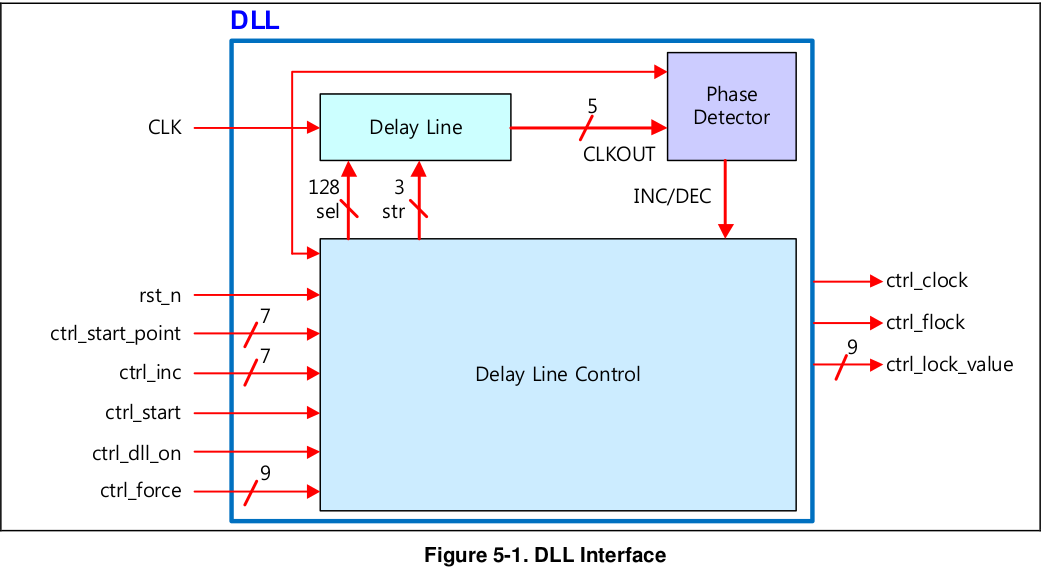 DLL
Phase
Detector
CLK
Delay Line
5
CLKOUT
128
sel
3
str
INC/DEC
rst_n
ctrl_start_point
7
ctrl_inc
7
ctrl_start
ctrl_dll_on
ctrl_force
9
Delay Line Control
ctrl_clock
ctrl_flock
9
ctrl_lock_value
Figure 5-1. DLL Interface